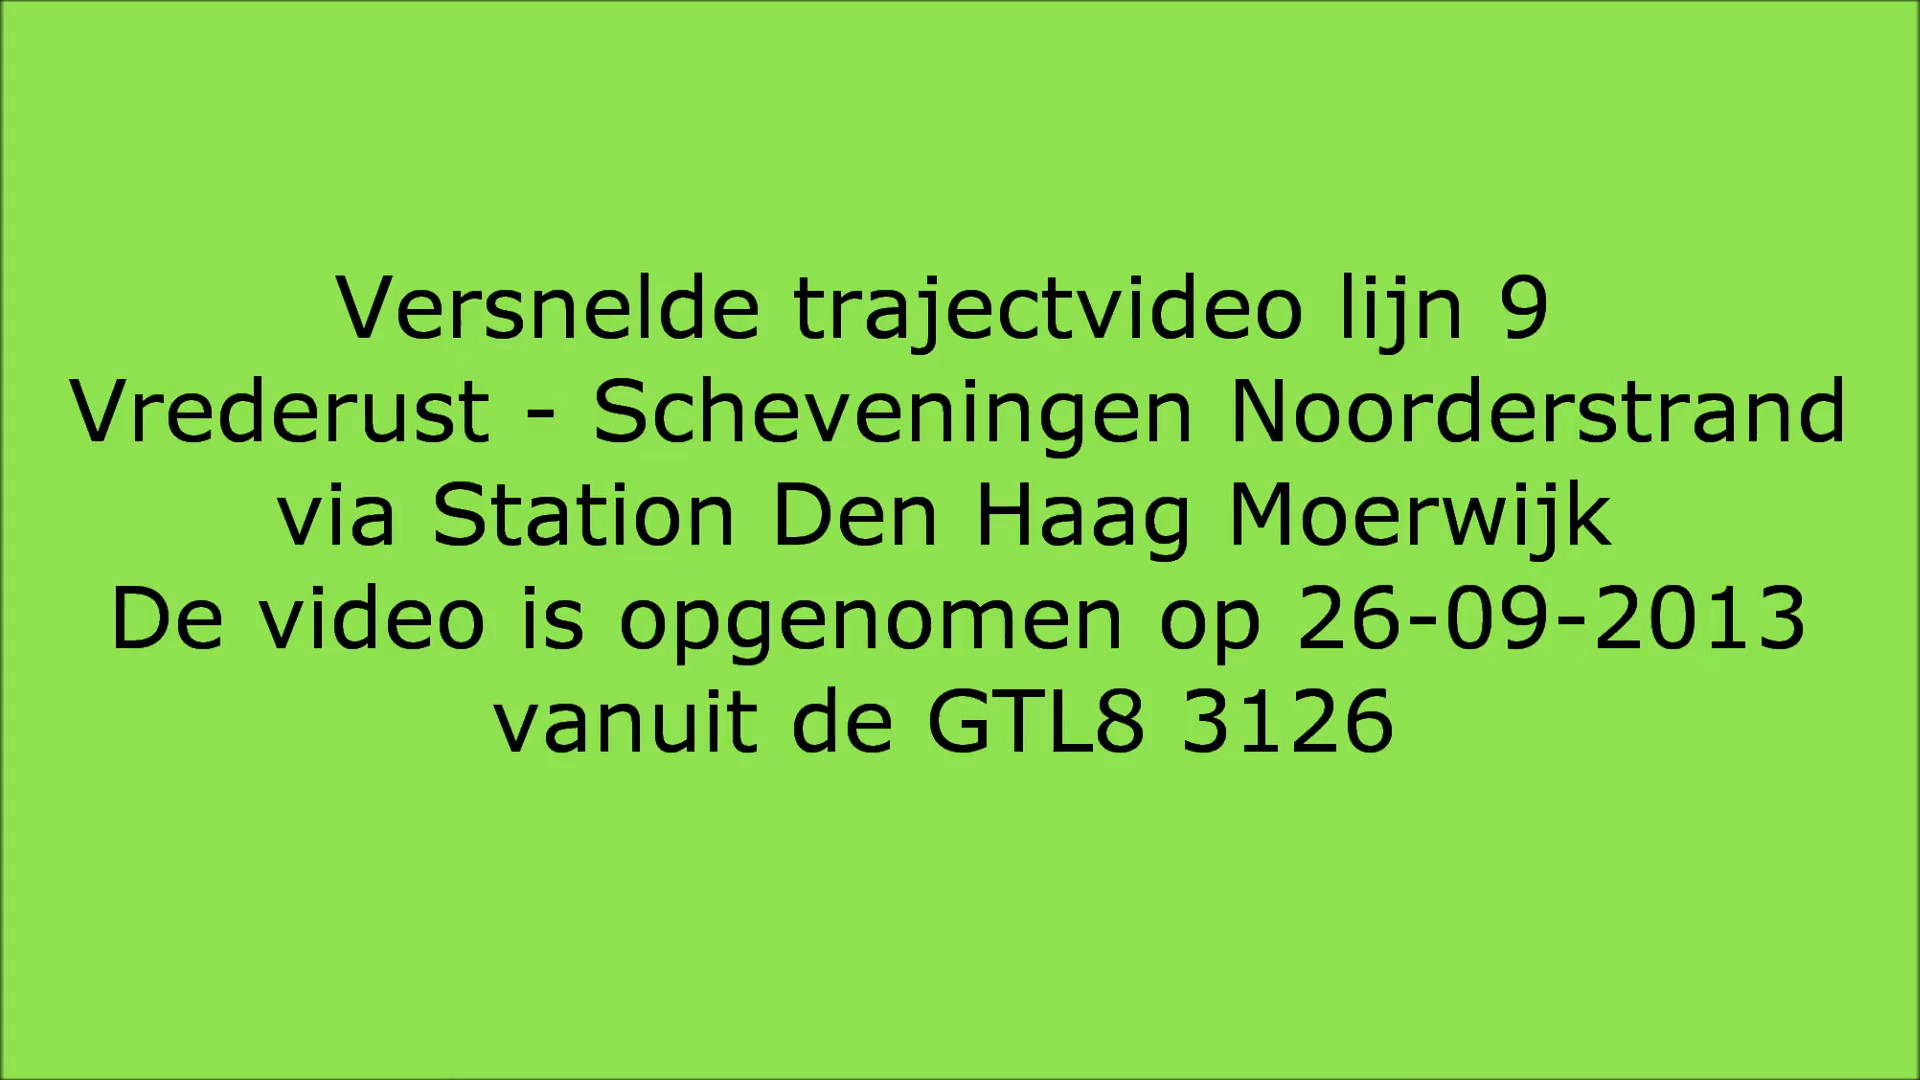 Versnelde trajectvideo lijn 9
Vrederust - Scheveningen Noorderstrand
via Station Den Haag Moerwijk
De video is opgenomen op 26-09-2013
vanuit de GTL8 3126